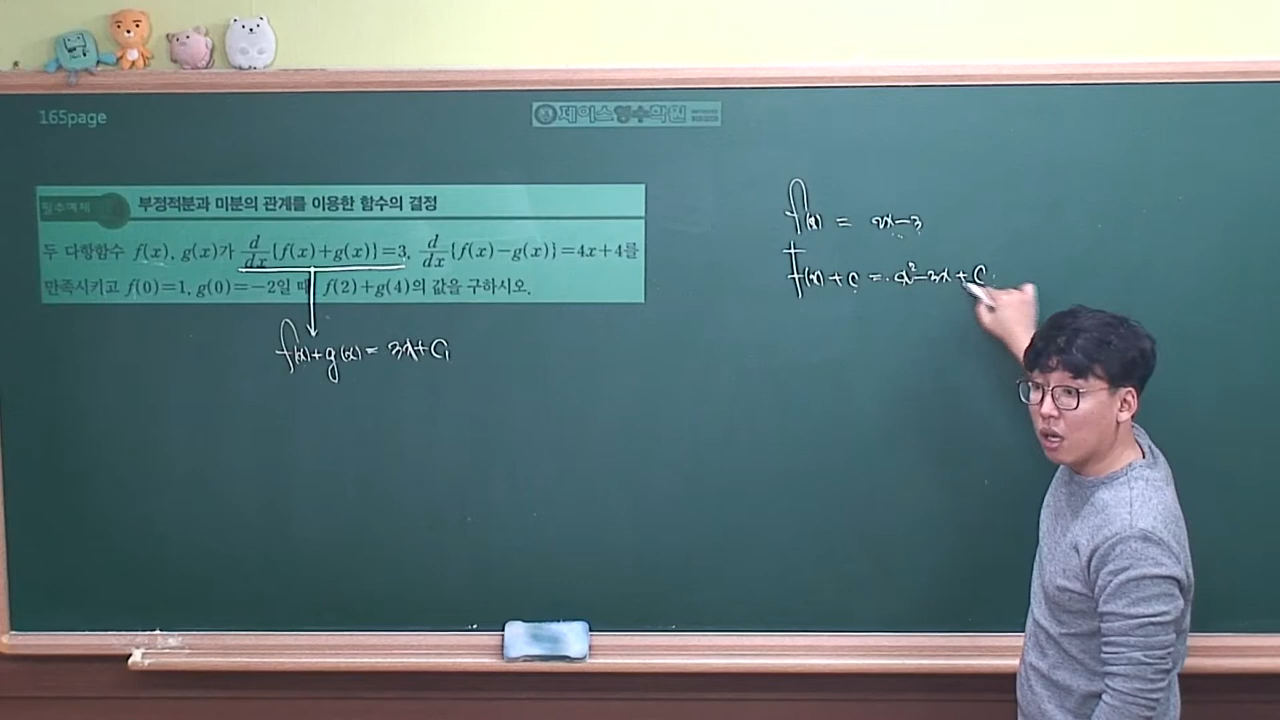 165page
제이스영수학원
필수예제 부정적분과 미분의 관계를 이용한 함수의 결정
두 다항함수 f(x), g(x)가 d/dx{f(x)+g(x)}=3, d/dx{f(x)-g(x)}=4x+4를
만족시키고 f(0)=1, g(0)=-2일 때 f(2)+g(4)의 값을 구하시오.
f(x)+g(x)=3x+C₁
f(x) = 2x-3
F(x)+C = x²-3x+C